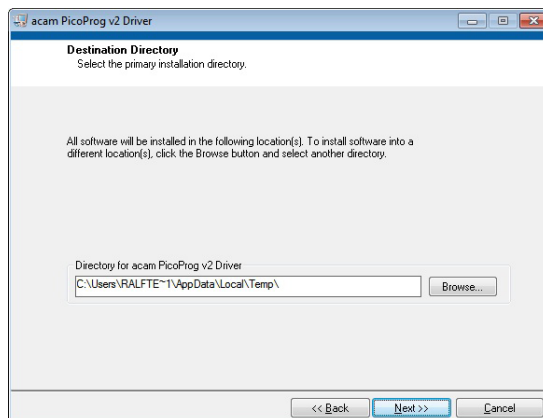 acam PicoProg v2 Driver
Destination Directory
Select the primary installation directory.
All software will be installed in the following location(s). To install software into a
different location(s), click the Browse button and select another directory.
Directory for acam PicoProg v2 Driver
C:\Users\RALFTE~1\AppData\Local\Temp\
Browse...
<< Back
Next >>
Cancel